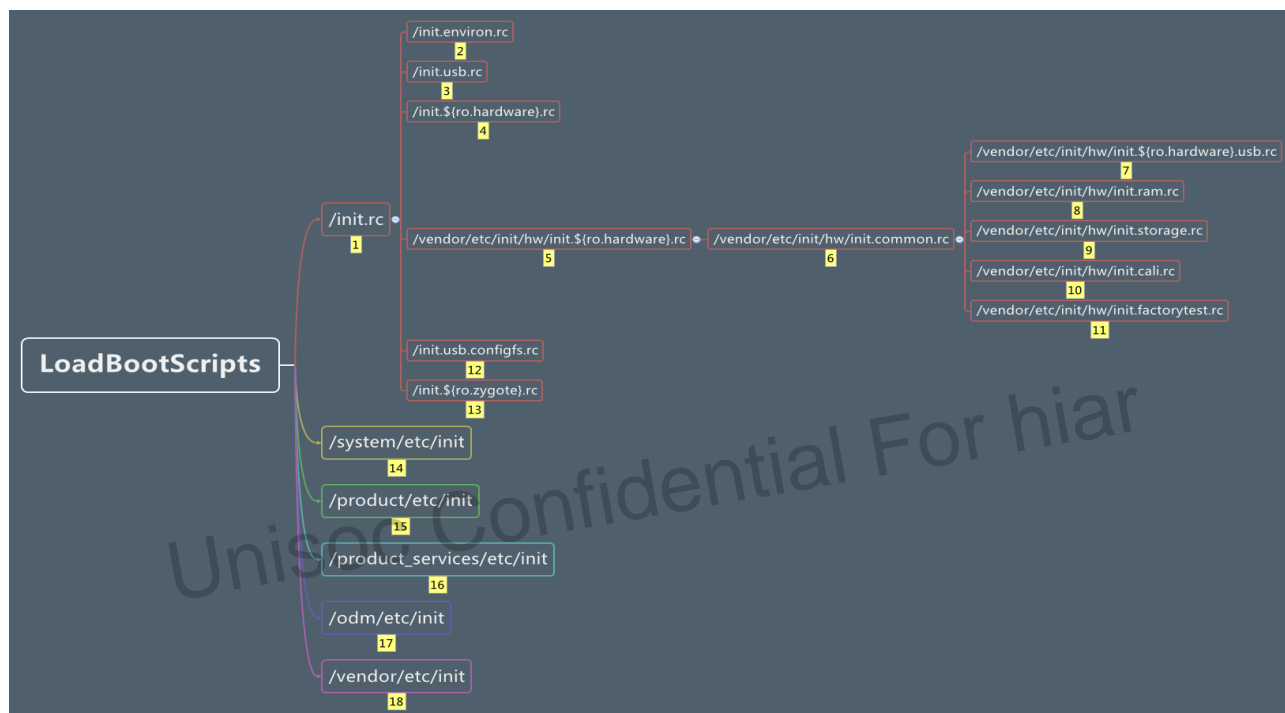 LoadBootScripts
/init.rc
1
/init.environ.rc
2
/init.usb.rc
3
/init.${ro.hardware}.rc
4
/vendor/etc/init/hw/init.${ro.hardware}.rc
5
/vendor/etc/init/hw/init.common.rc
6
/vendor/etc/init/hw/init.${ro.hardware}.usb.rc
7
/vendor/etc/init/hw/init.ram.rc
8
/vendor/etc/init/hw/init.storage.rc
9
/vendor/etc/init/hw/init.cali.rc
10
/vendor/etc/init/hw/init.factorytest.rc
11
/init.usb.configfs.rc
12
/init.${ro.zygote}.rc
13
/system/etc/init
14
/product/etc/init
15
/product_services/etc/init
16
/odm/etc/init
17
/vendor/etc/init
18
Unisoc Confidential For hiar